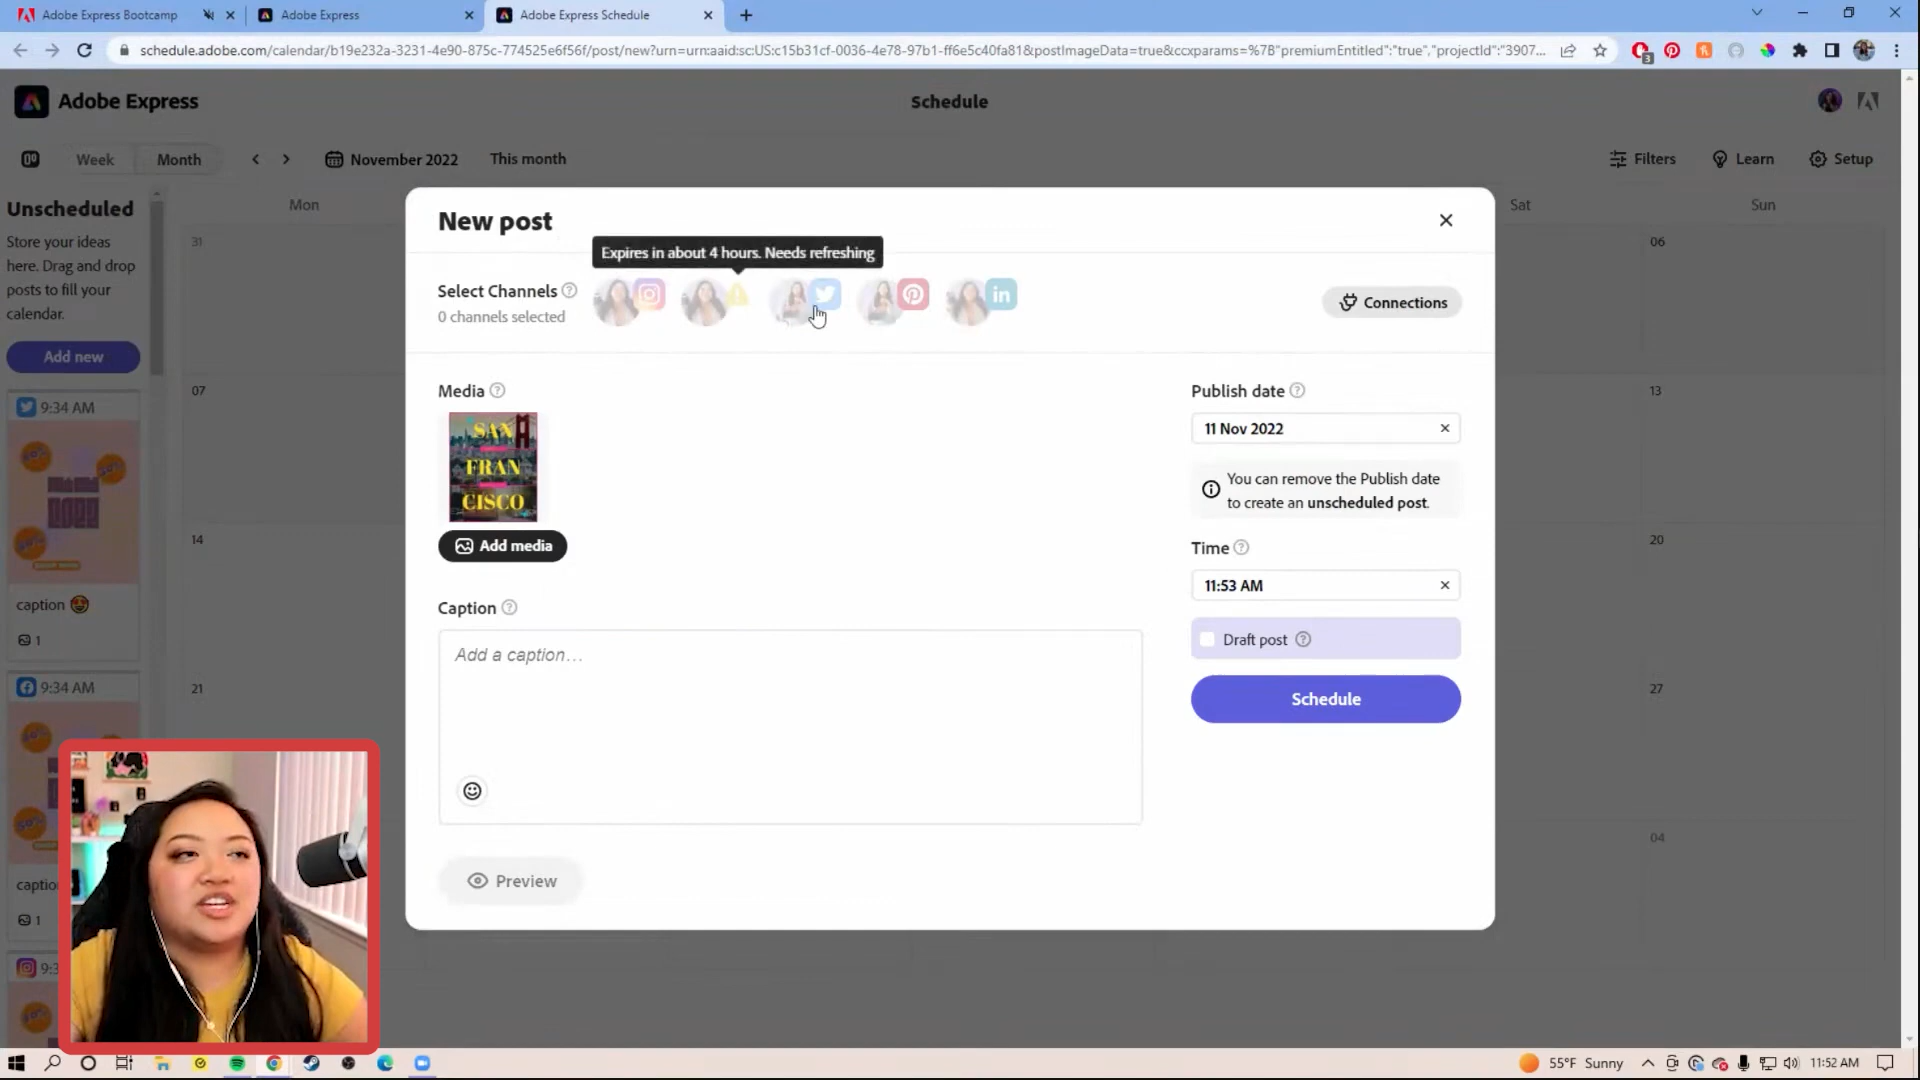 Adobe Express Bootcamp
Adobe Express
Adobe Express Schedule
schedule.adobe.com/calendar/b19e232a-3231-4e90-875c-774525e6f56f/post/new?urn=urn:aaid:sc:US:c15b31cf-0036-4e78-97b1-ff6e5c40fa81&postImageData=true&ccxparams=%7B"premiumEntitled":"true","projectId":"3907...
3
Adobe Express
Schedule
Week
Month
November 2022
This month
Filters
Learn
Setup
Unscheduled
Store your ideas
here. Drag and drop
posts to fill your
calendar.
Add new
9:34 AM
2022
caption 🤩
1
9:34 AM
1
Mon
Sat
Sun
31
06
07
13
14
20
21
27
04
New post
Expires in about 4 hours. Needs refreshing
Select Channels
0 channels selected
Connections
Media
SAN
FRAN
CISCO
Add media
Caption
Add a caption...
Preview
Publish date
11 Nov 2022
You can remove the Publish date
to create an unscheduled post.
Time
11:53 AM
Draft post
Schedule
55°F Sunny
11:52 AM